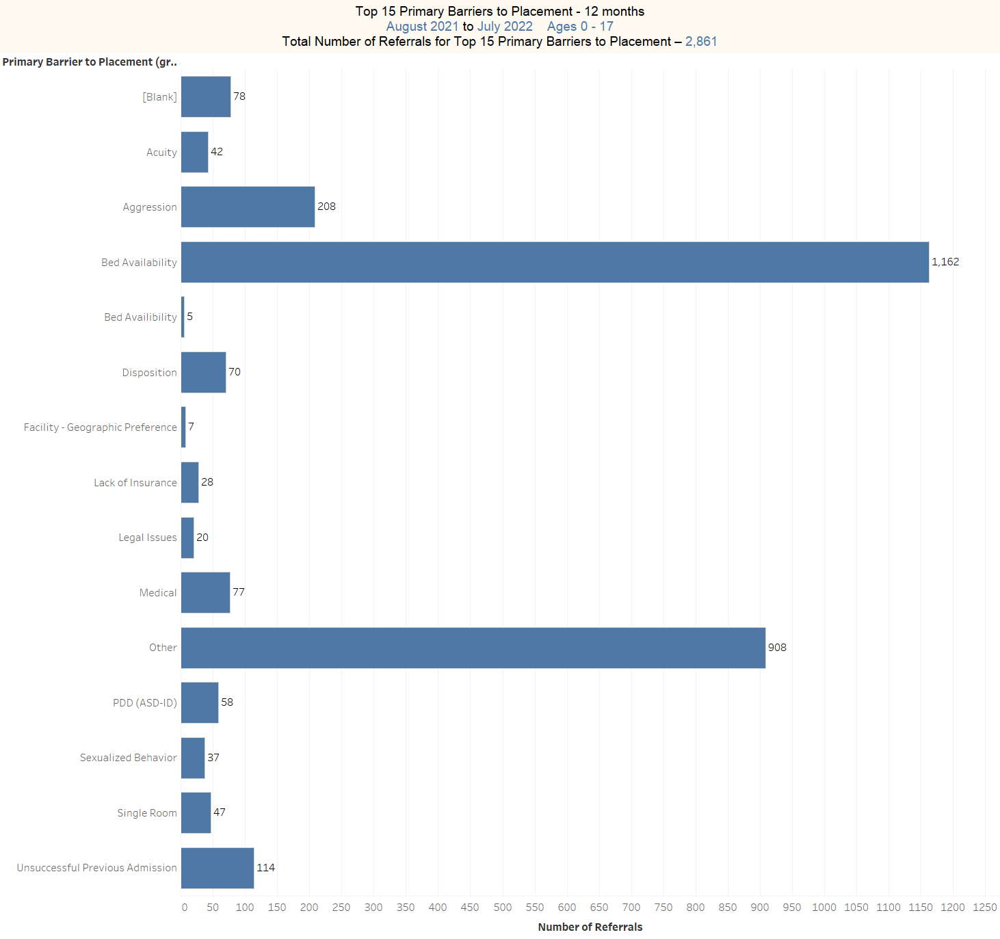 Top 15 Primary Barriers to Placement - 12 months
August 2021 to July 2022 Ages 0 - 17
Total Number of Referrals for Top 15 Primary Barriers to Placement – 2,861
Primary Barrier to Placement (gr..
[Blank] 78
Acuity 42
Aggression 208
Bed Availability 1,162
Bed Availibility 5
Disposition 70
Facility - Geographic Preference 7
Lack of Insurance 28
Legal Issues 20
Medical 77
Other 908
PDD (ASD-ID) 58
Sexualized Behavior 37
Single Room 47
Unsuccessful Previous Admission 114
0 50 100 150 200 250 300 350 400 450 500 550 600 650 700 750 800 850 900 950 1000 1050 1100 1150 1200 1250
Number of Referrals